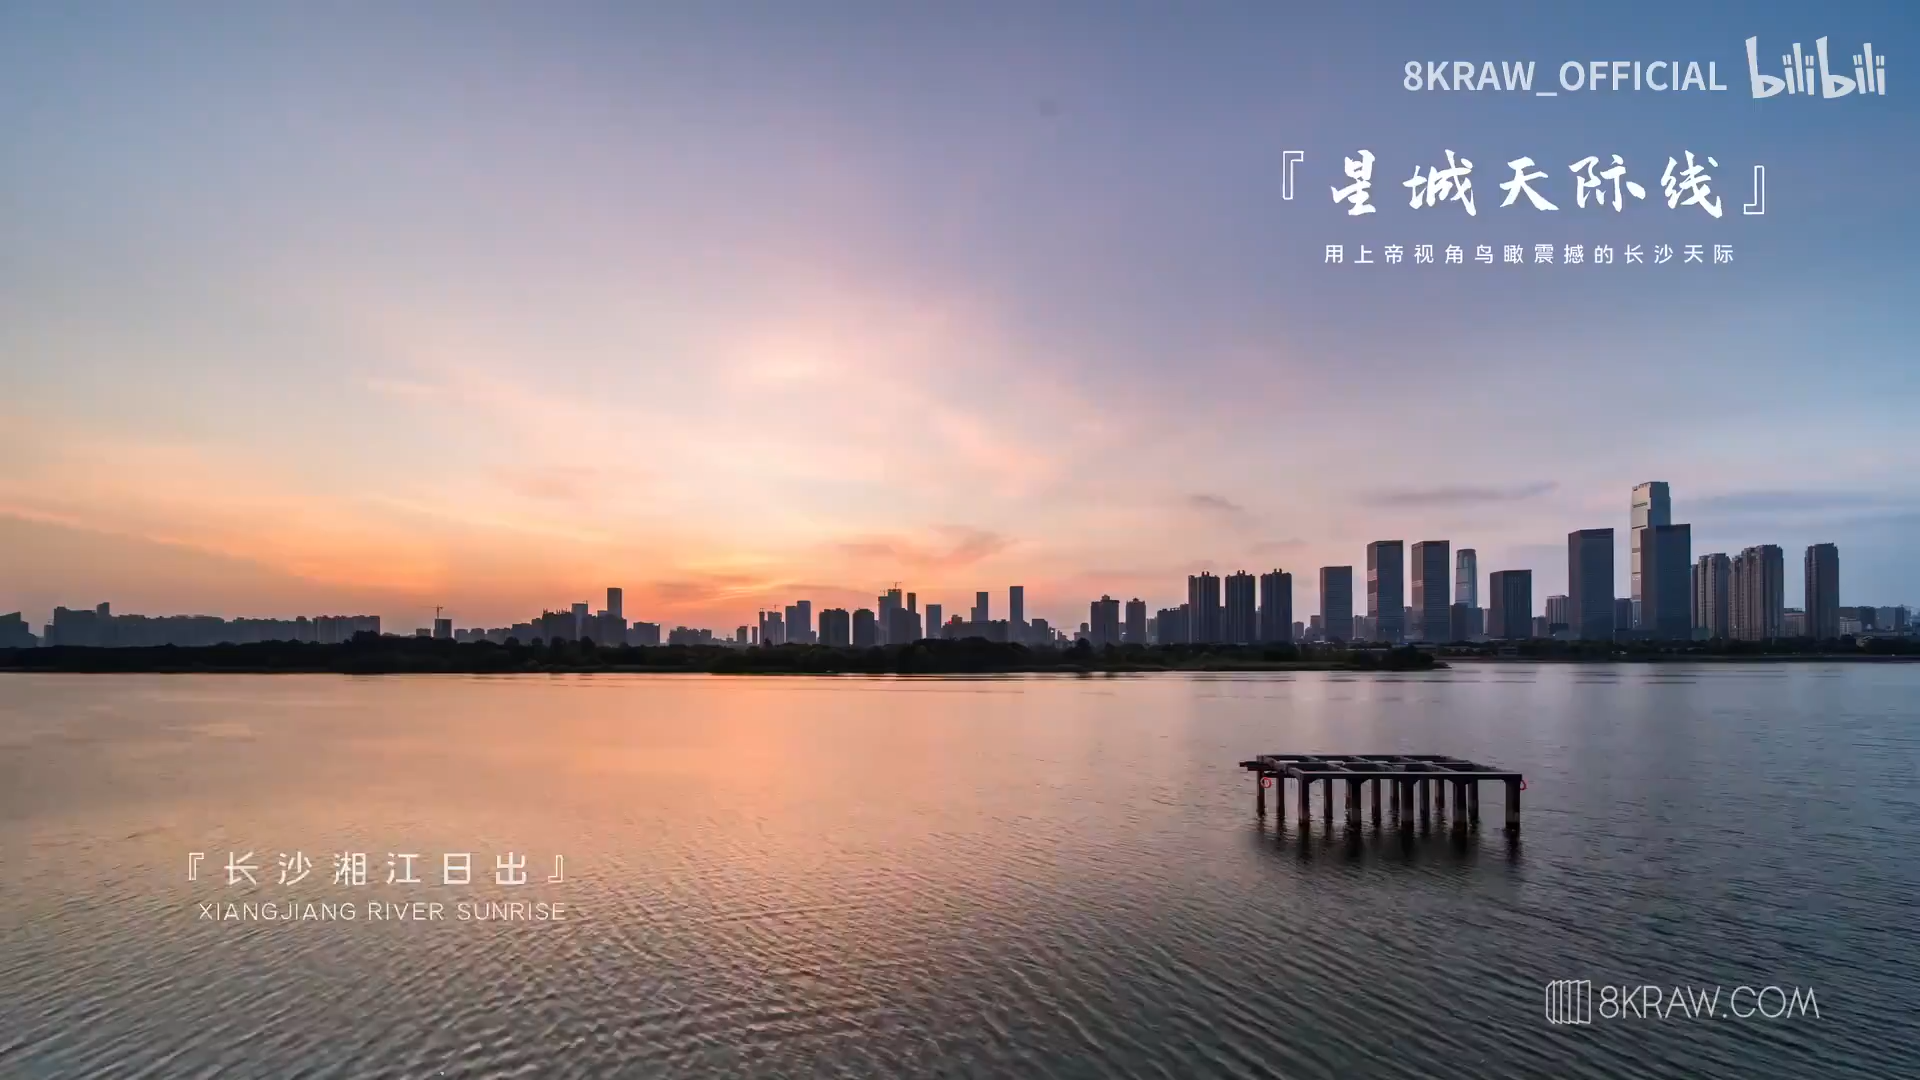 8KRAW_OFFICIAL bilibili
『星城天际线』
用上帝视角鸟瞰震撼的长沙天际
『长沙湘江日出』
XIANGJIANG RIVER SUNRISE
8KRAW.COM